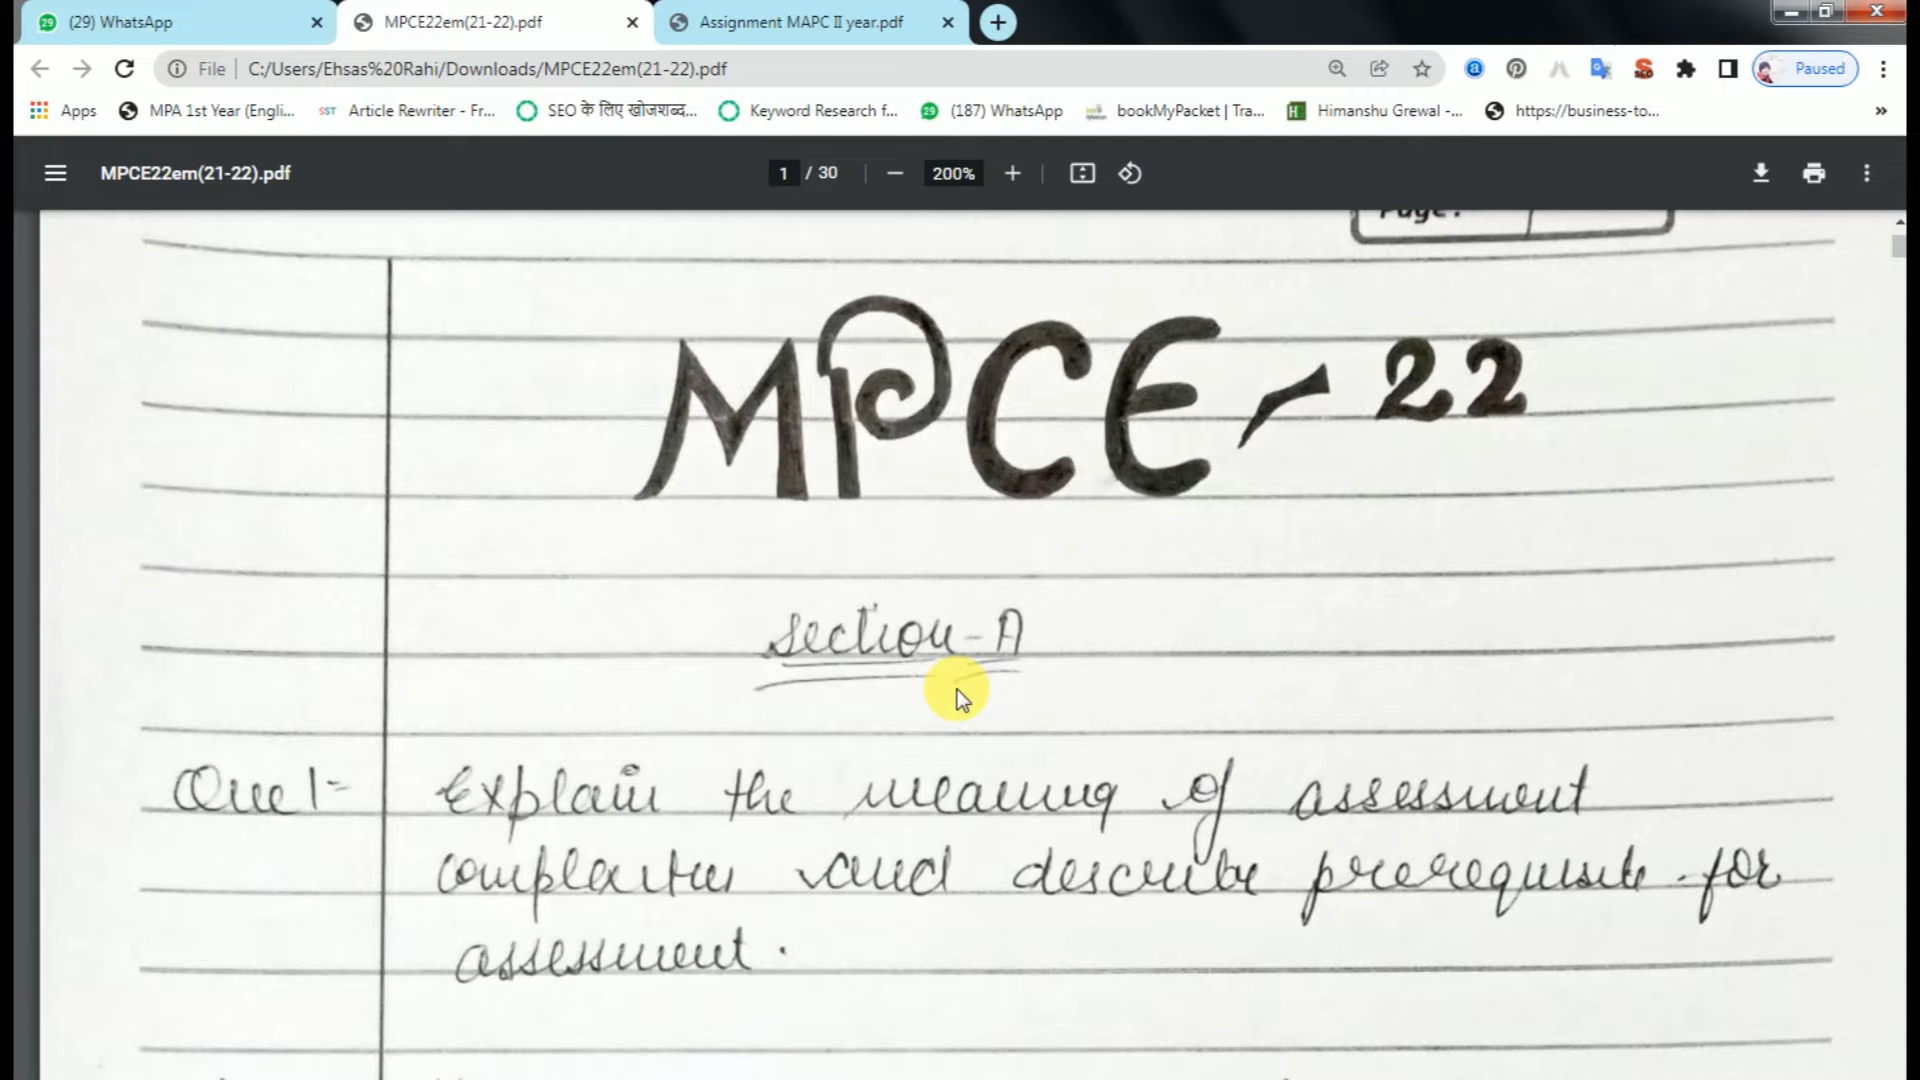 (29) WhatsApp
MPCE22em(21-22).pdf
Assignment MAPC II year.pdf
File
C:/Users/Ehsas%20Rahi/Downloads/MPCE22em(21-22).pdf
Paused
Apps
MPA 1st Year (Engli...
SST
Article Rewriter - Fr...
SEO के लिए खोजशब्द...
Keyword Research f...
29
(187) WhatsApp
bookMyPacket | Tra...
Himanshu Grewal -...
https://business-to...
MPCE22em(21-22).pdf
1 / 30
200%
Page:
MPCE-22
Section-A
Que 1- Explain the meaning of assessment
and describe prerequisite for
assessment.